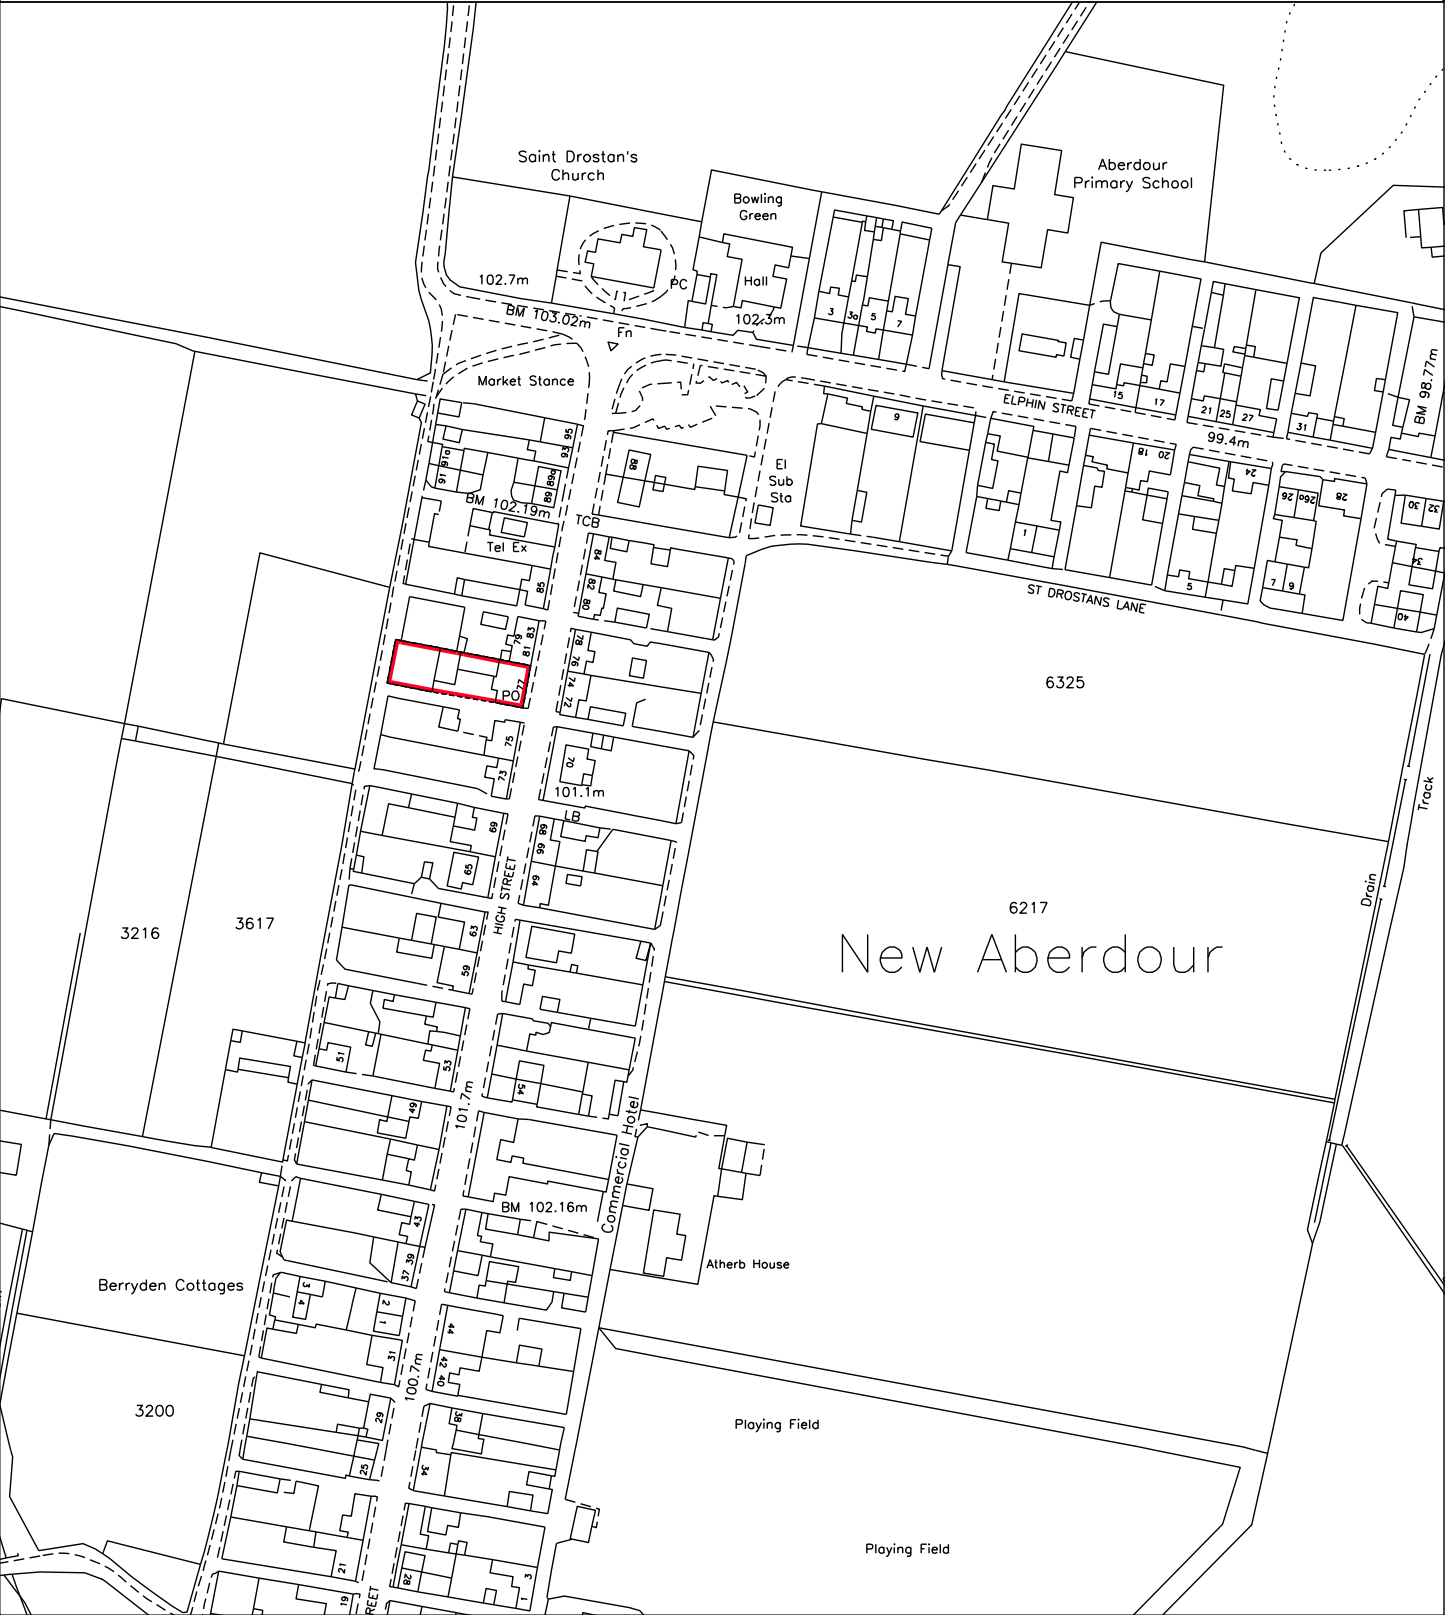 Saint Drostan's
Church
Aberdour
Primary School
Bowling
Green
102.7m
PC
Hall
BM 103.02m
102.3m
Fn
3
3a
5
7
Market Stance
ELPHIN STREET
15
17
21
25
27
31
BM 98.77m
99.4m
9
95
93
91a
91
89a
89
88
El
Sub
Sta
18
20
24
26
26a
28
30
32
34
40
BM 102.19m
TCB
Tel Ex
1
5
7
9
ST DROSTANS LANE
85
84
82
80
83
81
79
78
76
74
72
77
PO
75
73
70
101.1m
LB
6325
Track
Drain
69
65
68
66
64
HIGH STREET
63
59
3216
3617
6217
New Aberdour
51
53
54
49
101.7m
Commercial Hotel
BM 102.16m
43
39
37
Atherb House
Berryden Cottages
3
4
2
1
31
44
42
40
100.7m
3200
29
25
38
34
Playing Field
Playing Field
21
19
28
3
1
REET